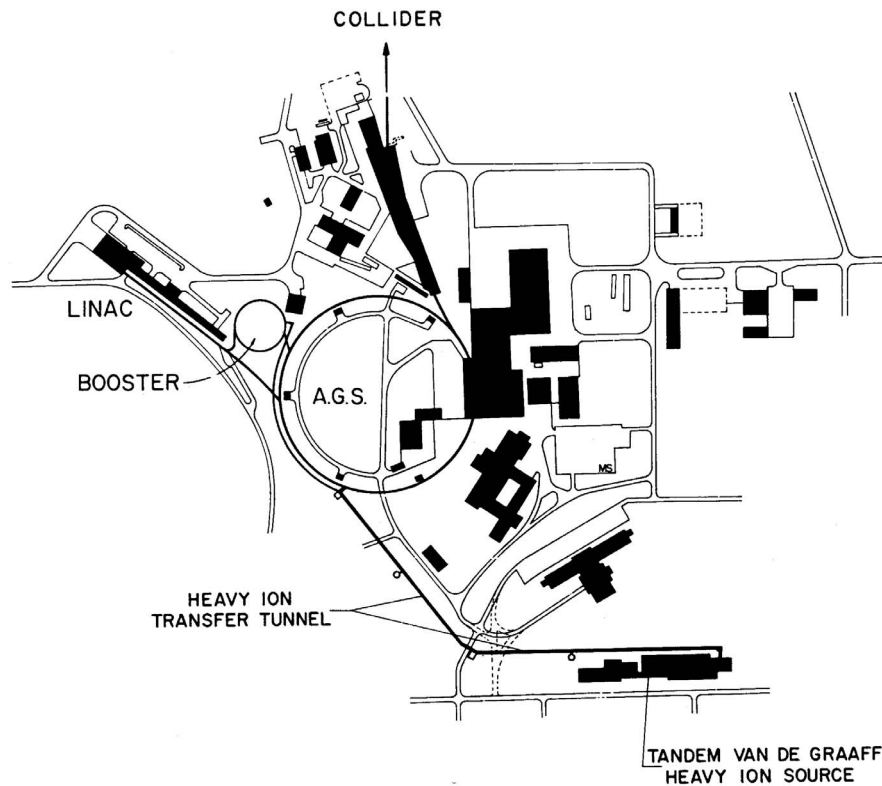 COLLIDER
LINAC
BOOSTER
A.G.S.
MS
HEAVY ION
TRANSFER TUNNEL
TANDEM VAN DE GRAAFF
HEAVY ION SOURCE